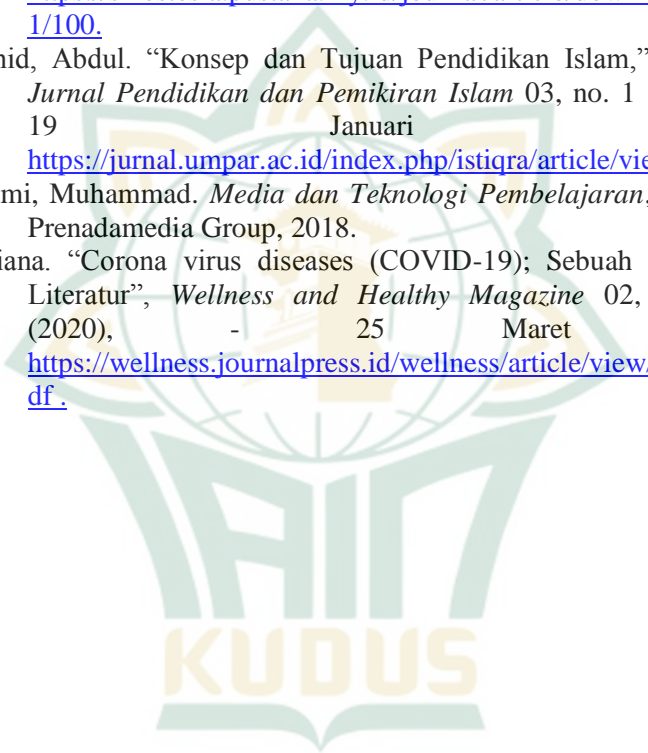 1/100.
nid, Abdul. “Konsep dan Tujuan Pendidikan Islam,”
Jurnal Pendidikan dan Pemikiran Islam 03, no. 1
19 Januari
https://jurnal.umpar.ac.id/index.php/istiqra/article/vie
mi, Muhammad. Media dan Teknologi Pembelajaran,
Prenadamedia Group, 2018.
iana. “Corona virus diseases (COVID-19); Sebuah
Literatur”, Wellness and Healthy Magazine 02,
(2020), - 25 Maret
https://wellness.journalpress.id/wellness/article/view/
df .
IAIN
KUDUS